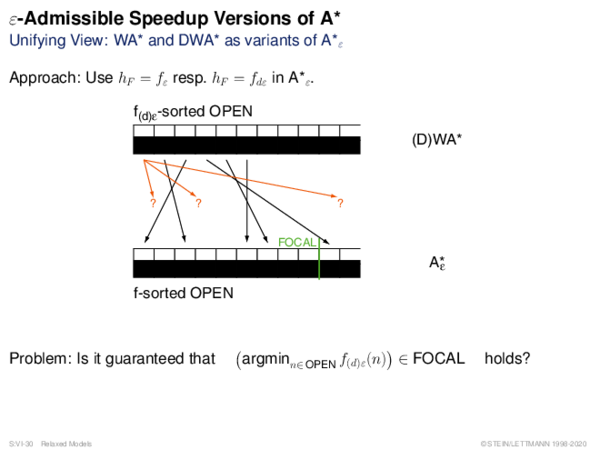 ε-Admissible Speedup Versions of A*
Unifying View: WA* and DWA* as variants of A*ε
Approach: Use hF = fε resp. hF = fdε in A*ε.
f(d)ε-sorted OPEN
(D)WA*
? ? ?
FOCAL
A*ε
f-sorted OPEN
Problem: Is it guaranteed that (argmin n∈OPEN f(d)ε(n)) ∈ FOCAL holds?
S:VI-30 Relaxed Models ©STEIN/LETTMANN 1998-2020